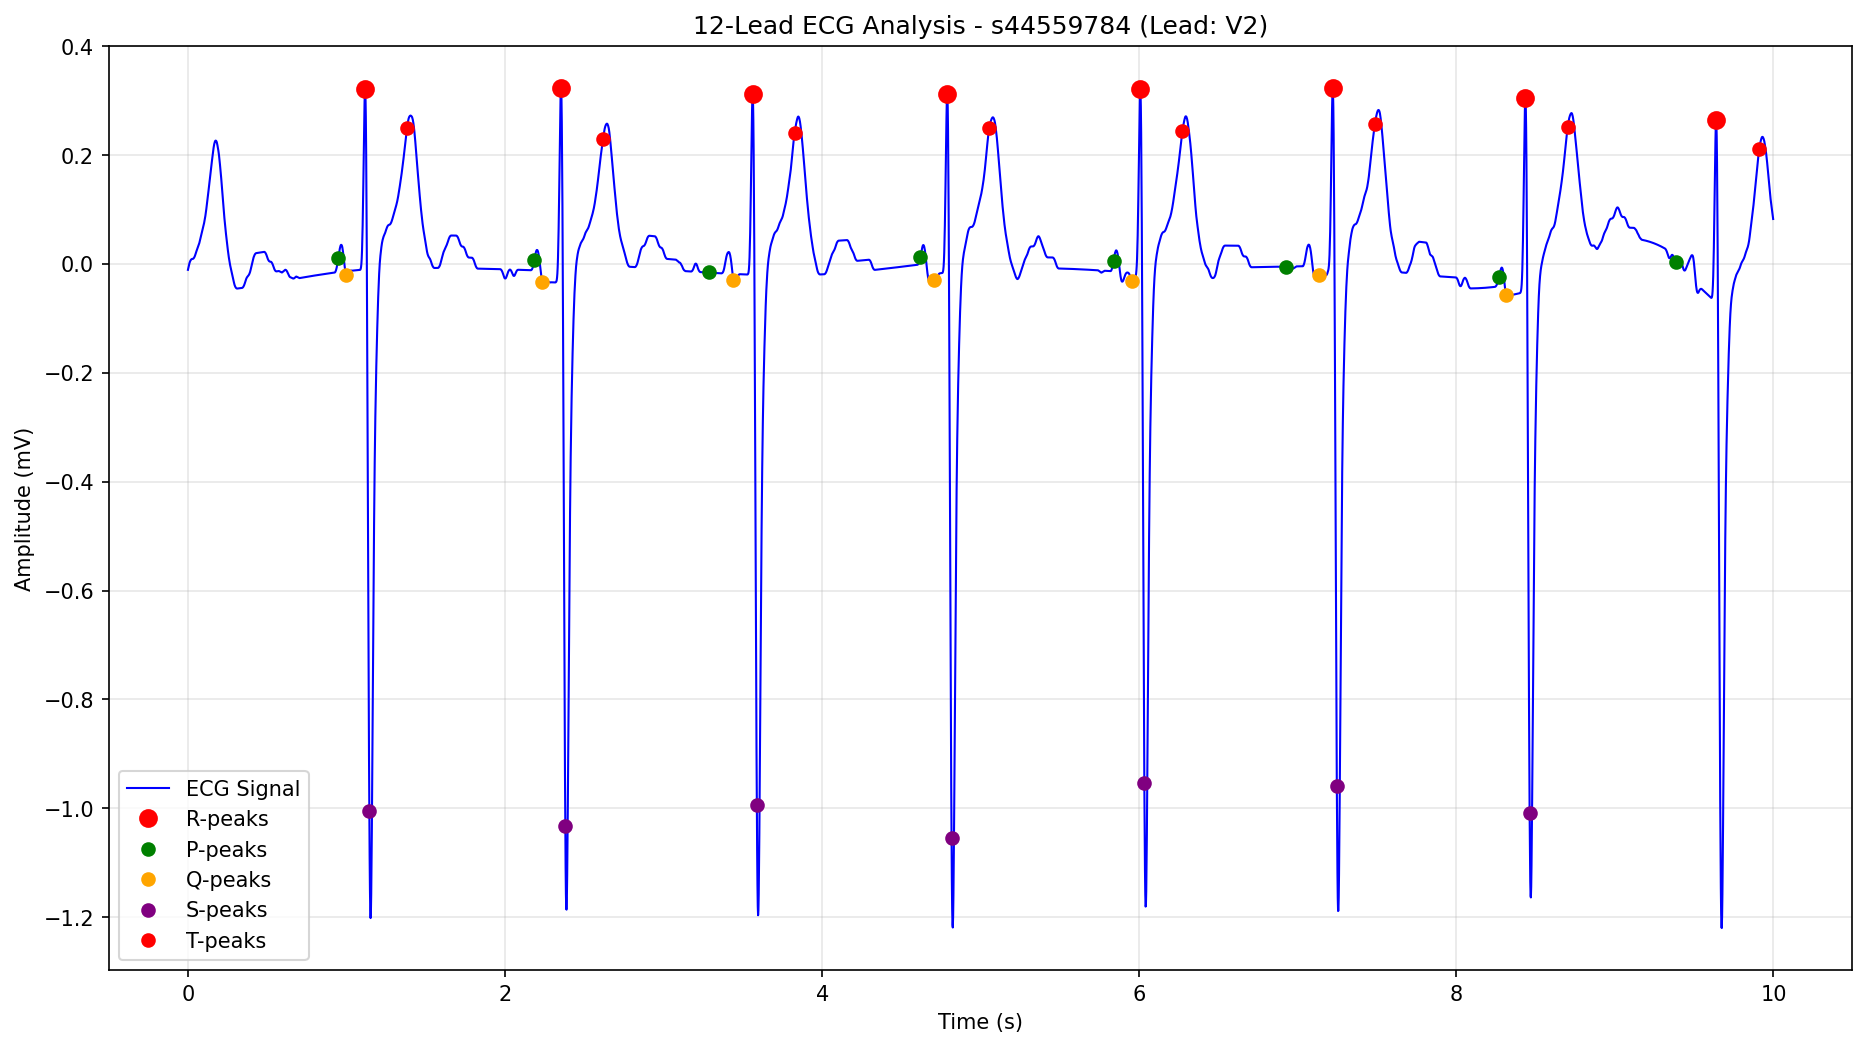 12-Lead ECG Analysis - s44559784 (Lead: V2)
Amplitude (mV)
0.4
0.2
0.0
−0.2
−0.4
−0.6
−0.8
−1.0
−1.2
ECG Signal
R-peaks
P-peaks
Q-peaks
S-peaks
T-peaks
0 2 4 6 8 10
Time (s)